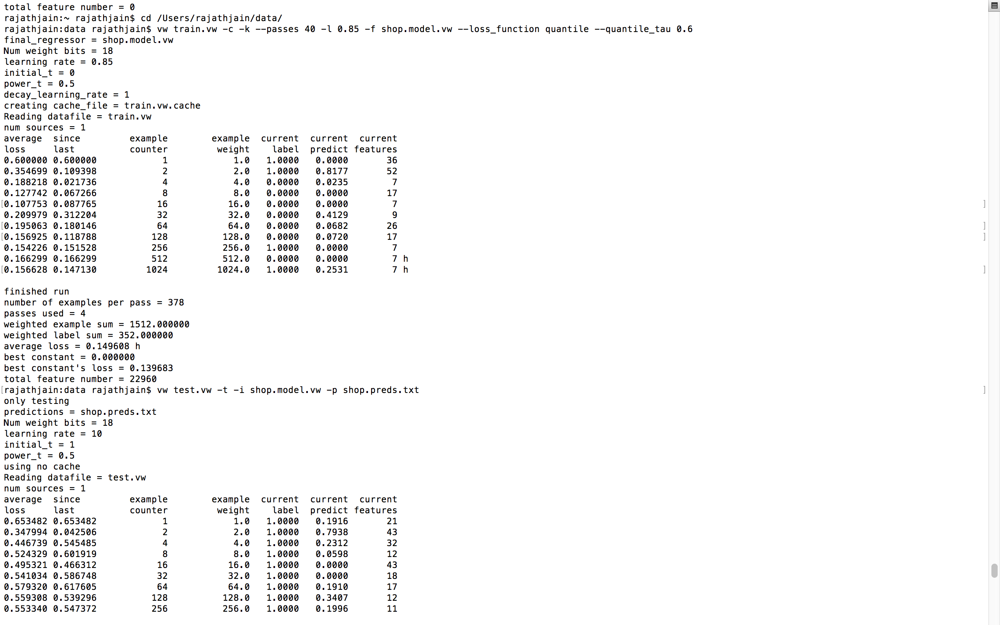 total feature number = 0
rajathjain:~ rajathjain$ cd /Users/rajathjain/data/
rajathjain:data rajathjain$ vw train.vw -c -k --passes 40 -l 0.85 -f shop.model.vw --loss_function quantile --quantile_tau 0.6
final_regressor = shop.model.vw
Num weight bits = 18
learning rate = 0.85
initial_t = 0
power_t = 0.5
decay_learning_rate = 1
creating cache_file = train.vw.cache
Reading datafile = train.vw
num sources = 1
average  since         example        example  current  current  current
loss     last          counter         weight    label  predict features
0.600000 0.600000            1            1.0   1.0000   0.0000       36
0.354699 0.109398            2            2.0   1.0000   0.8177       52
0.188218 0.021736            4            4.0   0.0000   0.0235        7
0.127742 0.067266            8            8.0   0.0000   0.0000       17
[0.107753 0.087765           16           16.0   0.0000   0.0000        7 ]
0.209979 0.312204           32           32.0   0.0000   0.4129        9
[0.195063 0.180146           64           64.0   0.0000   0.0682       26 ]
[0.156925 0.118788          128          128.0   0.0000   0.0720       17 ]
0.154226 0.151528          256          256.0   1.0000   0.0000        7
0.166299 0.166299          512          512.0   0.0000   0.0000        7 h
[0.156628 0.147130         1024         1024.0   1.0000   0.2531        7 h ]
finished run
number of examples per pass = 378
passes used = 4
weighted example sum = 1512.000000
weighted label sum = 352.000000
average loss = 0.149608 h
best constant = 0.000000
best constant's loss = 0.139683
total feature number = 22960
[rajathjain:data rajathjain$ vw test.vw -t -i shop.model.vw -p shop.preds.txt ]
only testing
predictions = shop.preds.txt
Num weight bits = 18
learning rate = 10
initial_t = 1
power_t = 0.5
using no cache
Reading datafile = test.vw
num sources = 1
average  since         example        example  current  current  current
loss     last          counter         weight    label  predict features
0.653482 0.653482            1            1.0   1.0000   0.1916       21
0.347994 0.042506            2            2.0   1.0000   0.7938       43
0.446739 0.545485            4            4.0   1.0000   0.2312       32
0.524329 0.601919            8            8.0   1.0000   0.0598       12
0.495321 0.466312           16           16.0   1.0000   0.0000       43
0.541034 0.586748           32           32.0   1.0000   0.0000       18
0.579320 0.617605           64           64.0   1.0000   0.1910       17
0.559308 0.539296          128          128.0   1.0000   0.3407       12
0.553340 0.547372          256          256.0   1.0000   0.1996       11